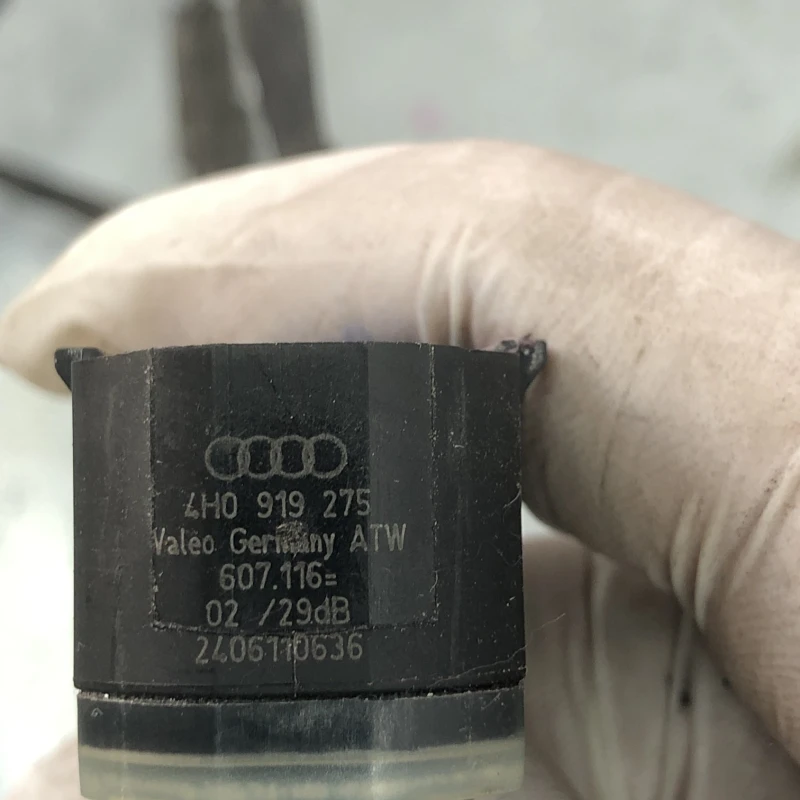 4H0 919 275
Valeo Germany ATW
607.116=
02 /29dB
2406110636